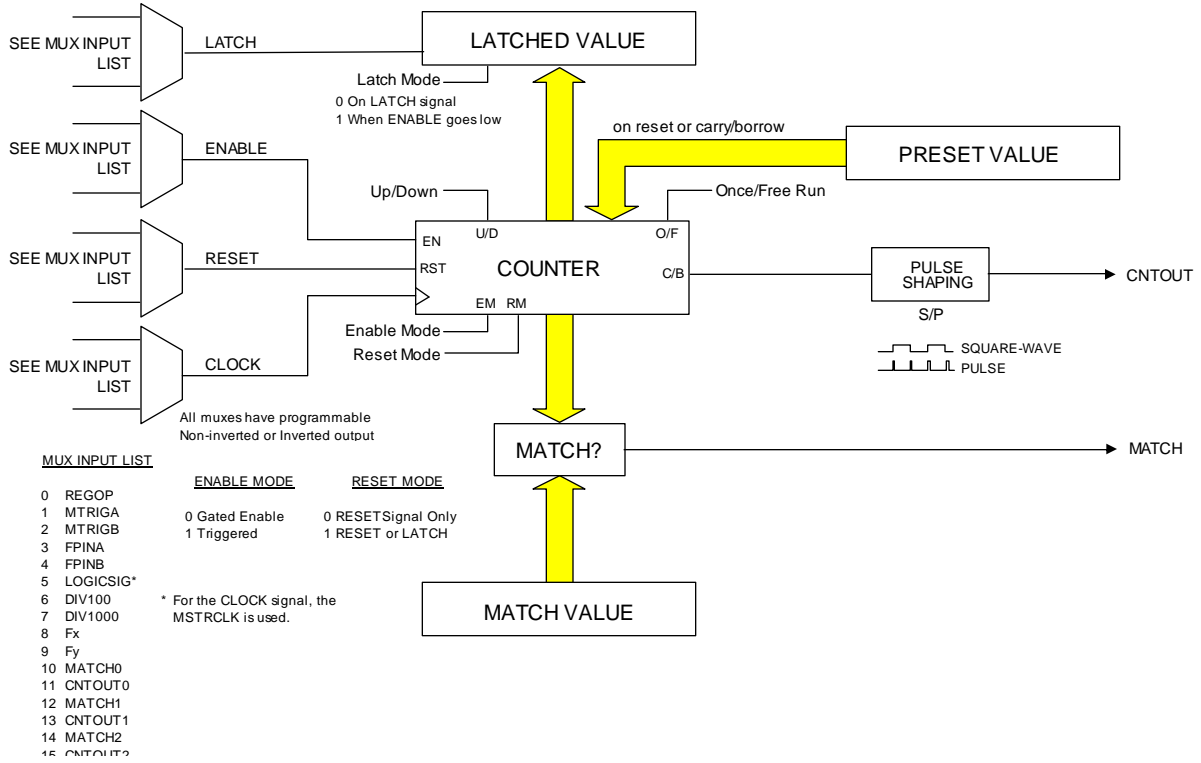 SEE MUX INPUT
LIST
LATCH
LATCHED VALUE
Latch Mode
0 On LATCH signal
1 When ENABLE goes low
SEE MUX INPUT
LIST
ENABLE
on reset or carry/borrow
PRESET VALUE
Up/Down
Once/Free Run
U/D
O/F
EN
SEE MUX INPUT
LIST
RESET
RST
COUNTER
C/B
PULSE
SHAPING
CNTOUT
EM RM
S/P
Enable Mode
Reset Mode
SQUARE-WAVE
PULSE
SEE MUX INPUT
LIST
CLOCK
All muxes have programmable
Non-inverted or Inverted output
MATCH?
MATCH
MUX INPUT LIST
0 REGOP
1 MTRIGA
2 MTRIGB
3 FPINA
4 FPINB
5 LOGICSIG*
6 DIV100
7 DIV1000
8 Fx
9 Fy
10 MATCH0
11 CNTOUT0
12 MATCH1
13 CNTOUT1
14 MATCH2
15 CNTOUT2
ENABLE MODE
0 Gated Enable
1 Triggered
RESET MODE
0 RESET Signal Only
1 RESET or LATCH
* For the CLOCK signal, the
MSTRCLK is used.
MATCH VALUE